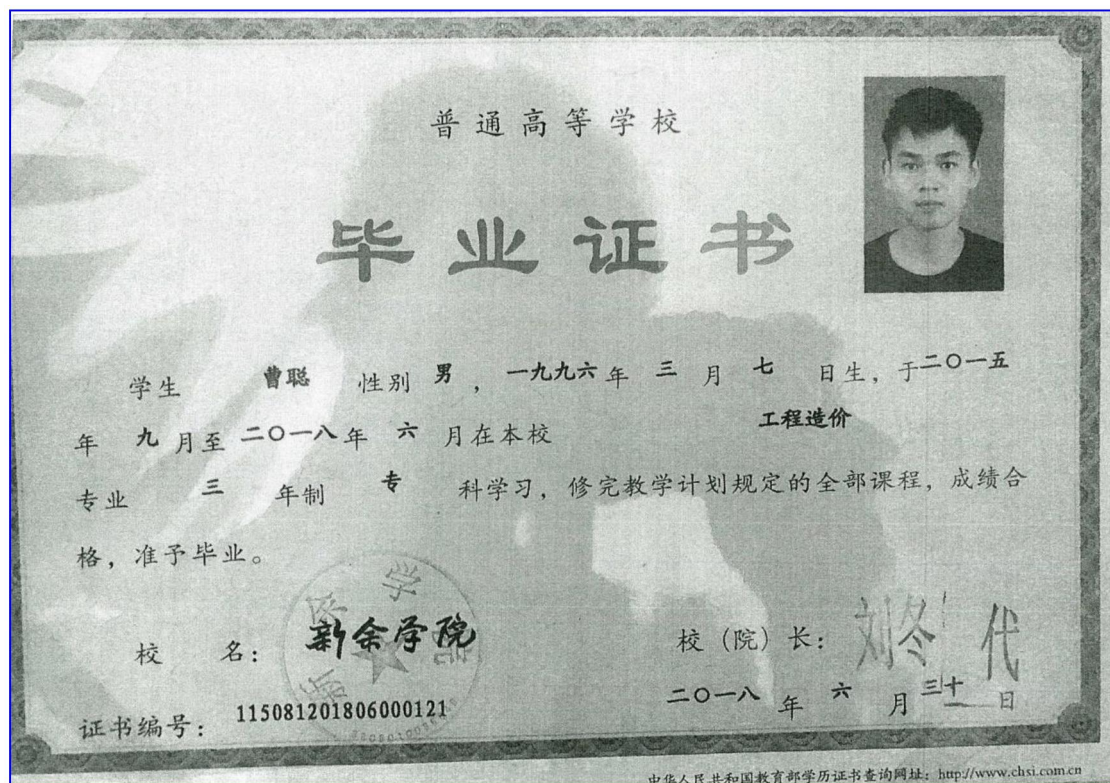 普通高等学校
毕业证书
学生 曹聪 性别 男，一九九六年 三 月 七 日生，于二〇一五
年 九 月至 二〇一八年 六 月在本校 工程造价
专业 三 年制 专 科学习，修完教学计划规定的全部课程，成绩合
格，准予毕业。
校 名： 新余学院 校（院）长： 刘冬代
二〇一八 年 六 月 三十 日
证书编号： 115081201806000121
中华人民共和国教育部学历证书查询网址：http://www.chsi.com.cn